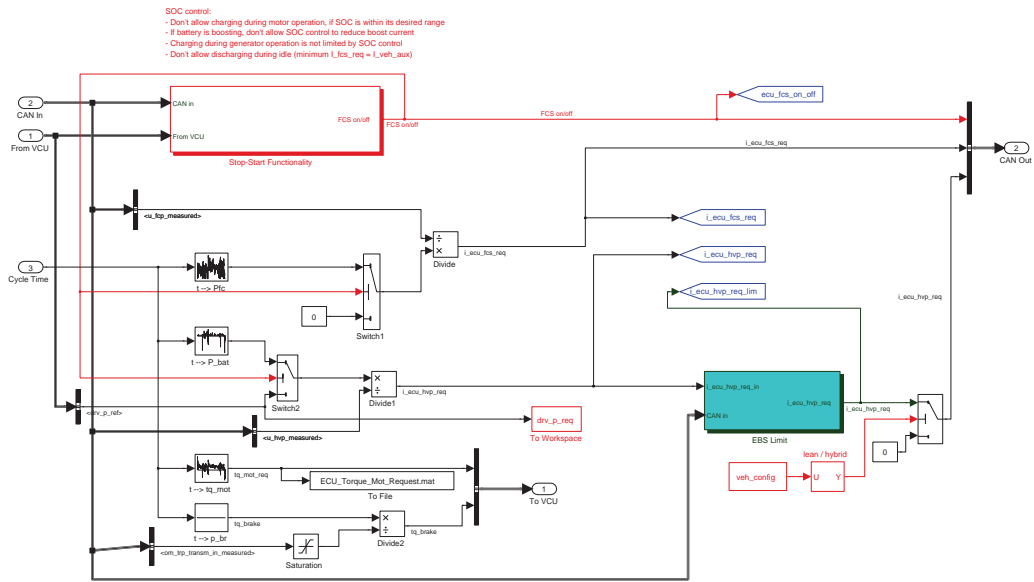 SOC control:
- Don't allow charging during motor operation, if SOC is within its desired range
- If battery is boosting, don't allow SOC control to reduce boost current
- Charging during generator operation is not limited by SOC control
- Don't allow discharging during idle (minimum I_fcs_req = I_veh_aux)
ecu_fcs_on_off
2
CAN In
CAN in
FCS on/off
FCS on/off
FCS on/off
1
From VCU
From VCU
Stop-Start Functionality
i_ecu_fcs_req
2
CAN Out
<u_fcp_measured>
i_ecu_fcs_req
÷
×
Divide
i_ecu_fcs_req
i_ecu_hvp_req
3
Cycle Time
t --> Pfc
i_ecu_hvp_req_lim
i_ecu_hvp_req
0
Switch1
t --> P_bat
Switch2
×
÷
Divide1
i_ecu_hvp_req
i_ecu_hvp_req_in
i_ecu_hvp_req
i_ecu_hvp_req
CAN in
EBS Limit
<drv_p_ref>
drv_p_req
To Workspace
<u_hvp_measured>
0
lean / hybrid
veh_config
U
Y
t --> tq_mot
tq_mot_req
ECU_Torque_Mot_Request.mat
To File
1
To VCU
t --> p_br
tq_brake
×
÷
Divide2
tq_brake
<om_trp_transm_in_measured>
Saturation